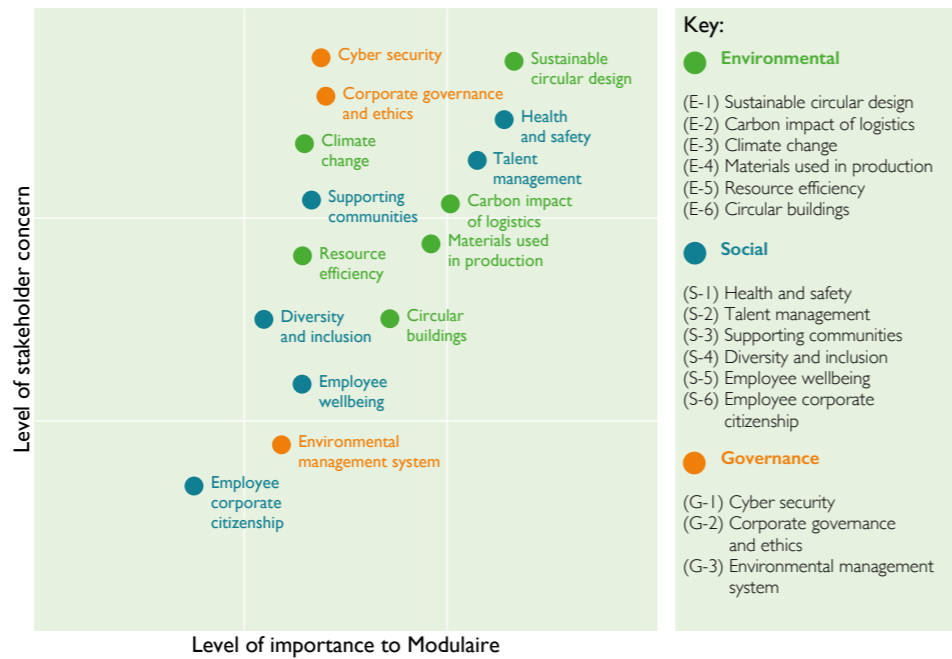 Level of stakeholder concern
Cyber security
Sustainable
circular design
Corporate governance
and ethics
Health
and safety
Climate
change
Talent
management
Supporting
communities
Carbon impact
of logistics
Materials used
in production
Resource
efficiency
Diversity
and inclusion
Circular
buildings
Employee
wellbeing
Environmental
management system
Employee
corporate
citizenship
Level of importance to Modulaire
Key:
Environmental
(E-1) Sustainable circular design
(E-2) Carbon impact of logistics
(E-3) Climate change
(E-4) Materials used in production
(E-5) Resource efficiency
(E-6) Circular buildings
Social
(S-1) Health and safety
(S-2) Talent management
(S-3) Supporting communities
(S-4) Diversity and inclusion
(S-5) Employee wellbeing
(S-6) Employee corporate
citizenship
Governance
(G-1) Cyber security
(G-2) Corporate governance
and ethics
(G-3) Environmental management
system